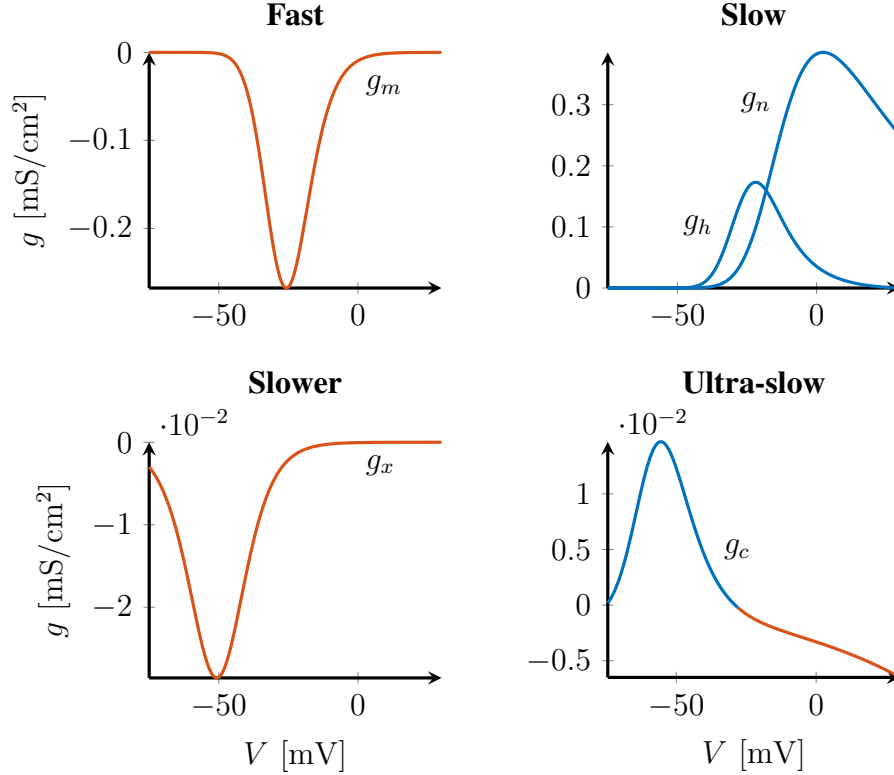 Fast
0
−0.1
−0.2
g [mS/cm²]
g_m
−50
0
Slow
0.3
0.2
0.1
0
g_n
g_h
−50
0
Slower
·10⁻²
0
−1
−2
g [mS/cm²]
g_x
−50
0
V [mV]
Ultra-slow
·10⁻²
1
0.5
0
−0.5
g_c
−50
0
V [mV]